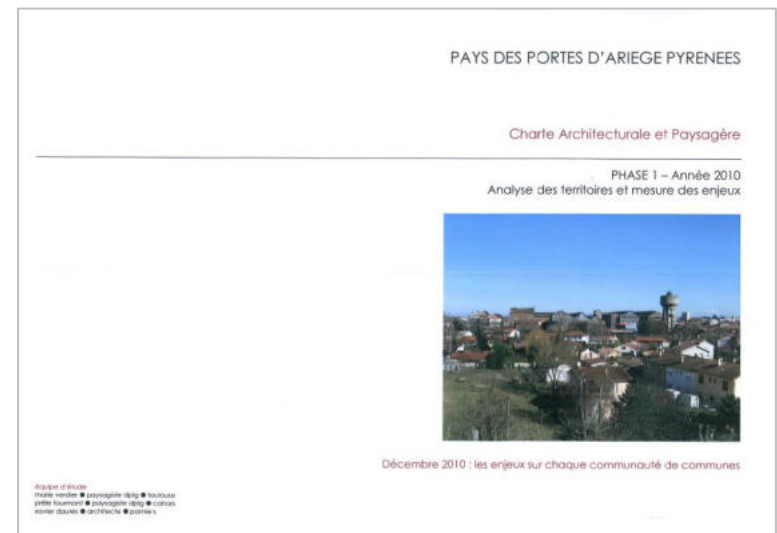 PAYS DES PORTES D'ARIEGE PYRENEES
Charte Architecturale et Paysagère
PHASE 1 – Année 2010
Analyse des territoires et mesure des enjeux
Décembre 2010 : les enjeux sur chaque communauté de communes
équipe d'étude
marie verdier ● paysagiste dplg ● toulouse
paysagiste dplg ● cahors
xavier daures ● architecte ● pamiers